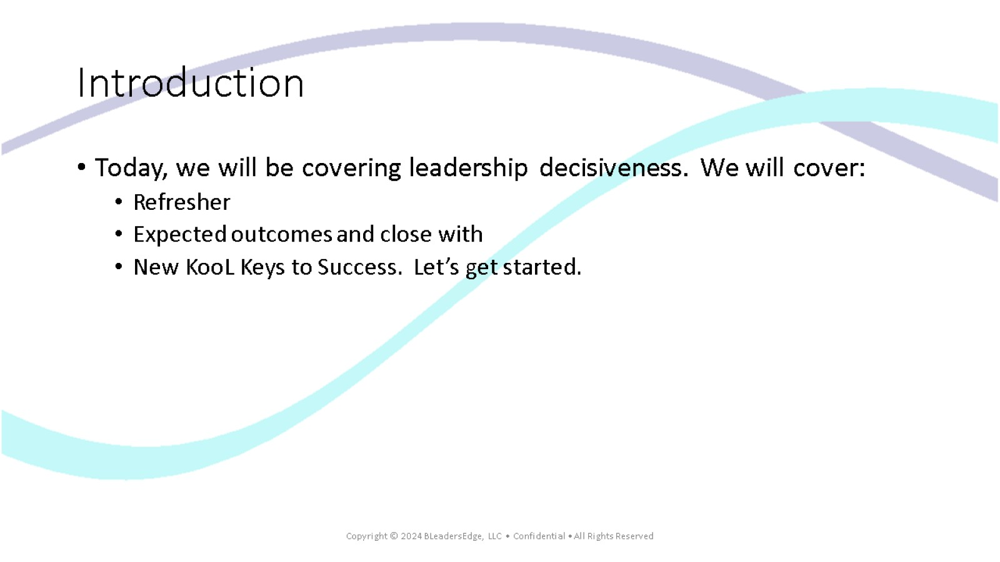 Introduction
• Today, we will be covering leadership decisiveness. We will cover:
• Refresher
• Expected outcomes and close with
• New KooL Keys to Success. Let’s get started.
Copyright © 2024 BLeadersEdge, LLC • Confidential • All Rights Reserved